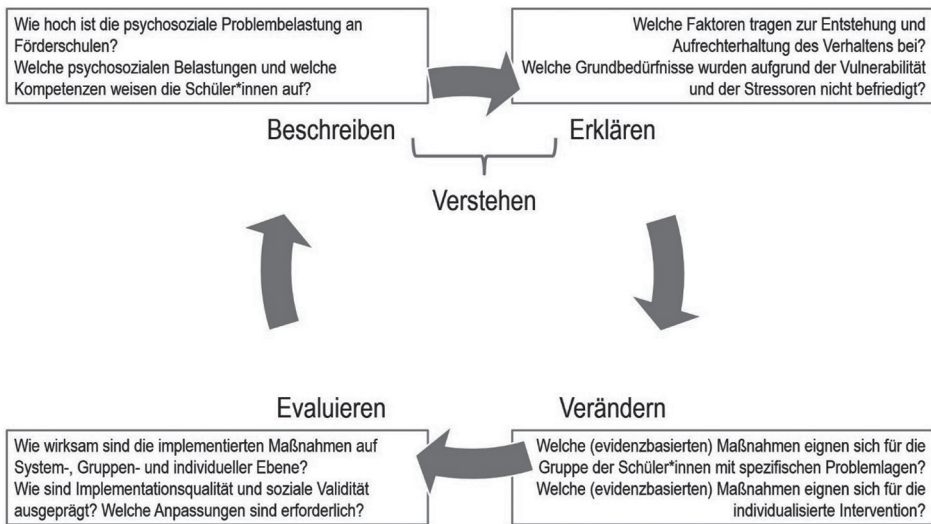 Wie hoch ist die psychosoziale Problembelastung an
Förderschulen?
Welche psychosozialen Belastungen und welche
Kompetenzen weisen die Schüler*innen auf?
Welche Faktoren tragen zur Entstehung und
Aufrechterhaltung des Verhaltens bei?
Welche Grundbedürfnisse wurden aufgrund der Vulnerabilität
und der Stressoren nicht befriedigt?
Beschreiben
Erklären
Verstehen
Evaluieren
Verändern
Wie wirksam sind die implementierten Maßnahmen auf
System-, Gruppen- und individueller Ebene?
Wie sind Implementationsqualität und soziale Validität
ausgeprägt? Welche Anpassungen sind erforderlich?
Welche (evidenzbasierten) Maßnahmen eignen sich für die
Gruppe der Schüler*innen mit spezifischen Problemlagen?
Welche (evidenzbasierten) Maßnahmen eignen sich für die
individualisierte Intervention?